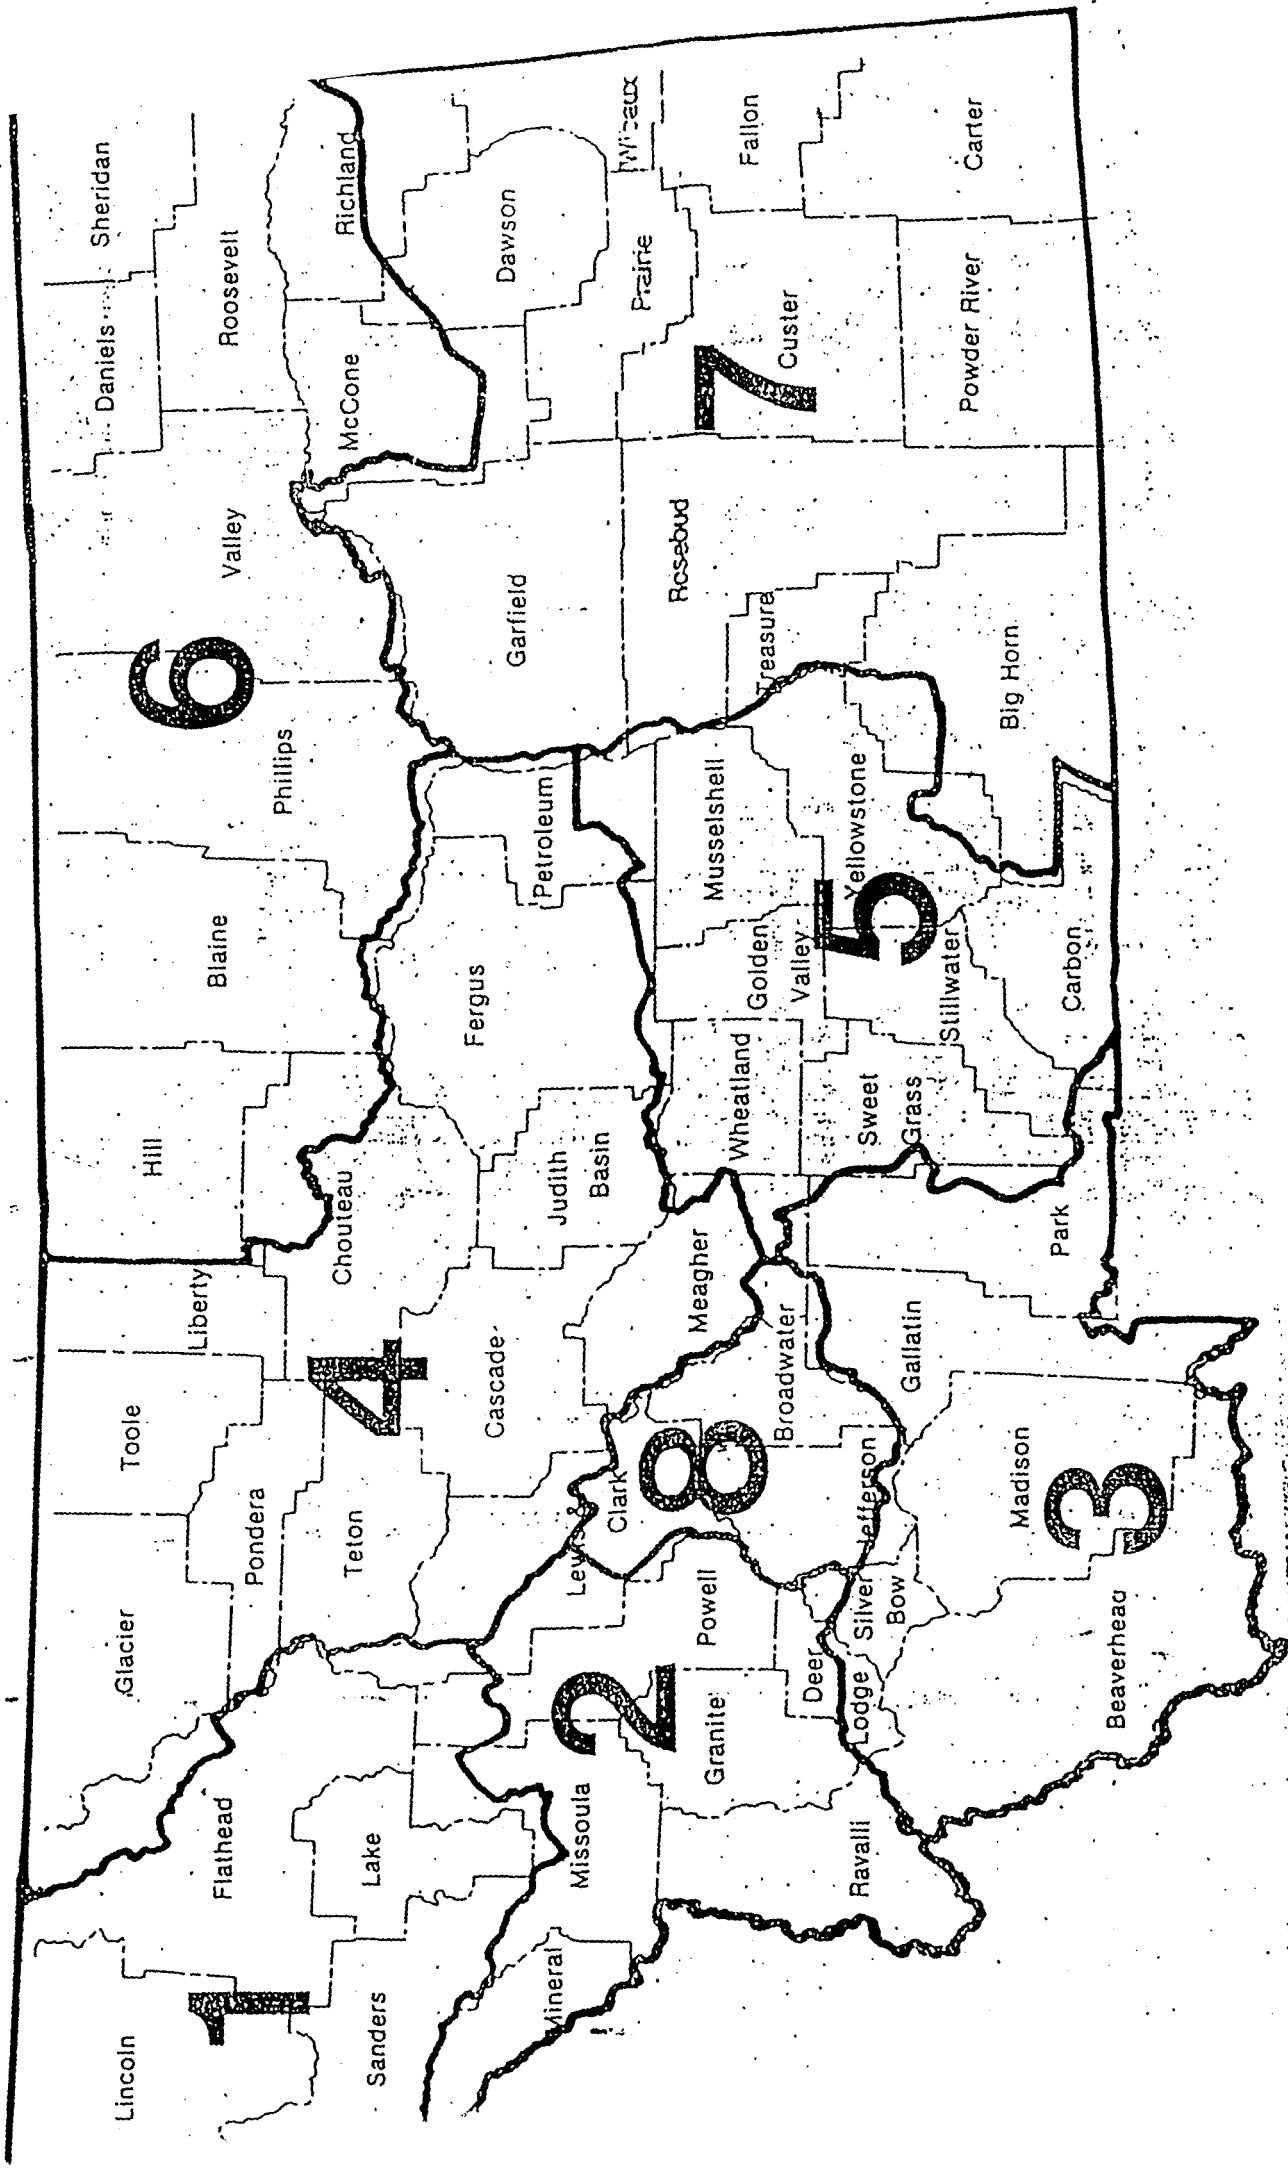 Lincoln
1
Flathead
Glacier
Toole
Liberty
Hill
Blaine
Phillips
6
Valley
Daniels
Sheridan
Roosevelt
Richland
McCone
Sanders
Lake
Pondera
Teton
4
Chouteau
Mineral
Missoula
2
Lewis &
Clark
Cascade
Judith
Basin
Fergus
Petroleum
Garfield
Dawson
Prairie
Wibaux
Ravalli
Granite
Powell
Deer
Lodge
Silver
Bow
Jefferson
8
Broadwater
Meagher
Wheatland
Golden
Valley
Musselshell
Rosebud
Treasure
7
Custer
Fallon
Beaverhead
Madison
3
Gallatin
Park
Sweet
Grass
Stillwater
5
Yellowstone
Carbon
Big Horn
Powder River
Carter